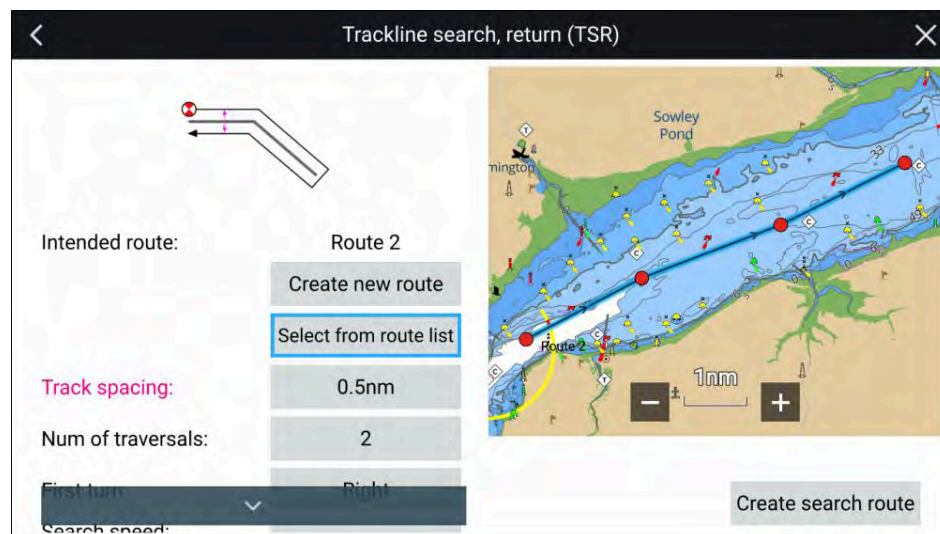 Trackline search, return (TSR)
Sowley
Pond
mington
T
C
33
C
C
Intended route:
Route 2
Create new route
Select from route list
Route 2
C
C
T
Track spacing:
0.5nm
1nm
Num of traversals:
2
First turn
Right
Search speed:
Create search route